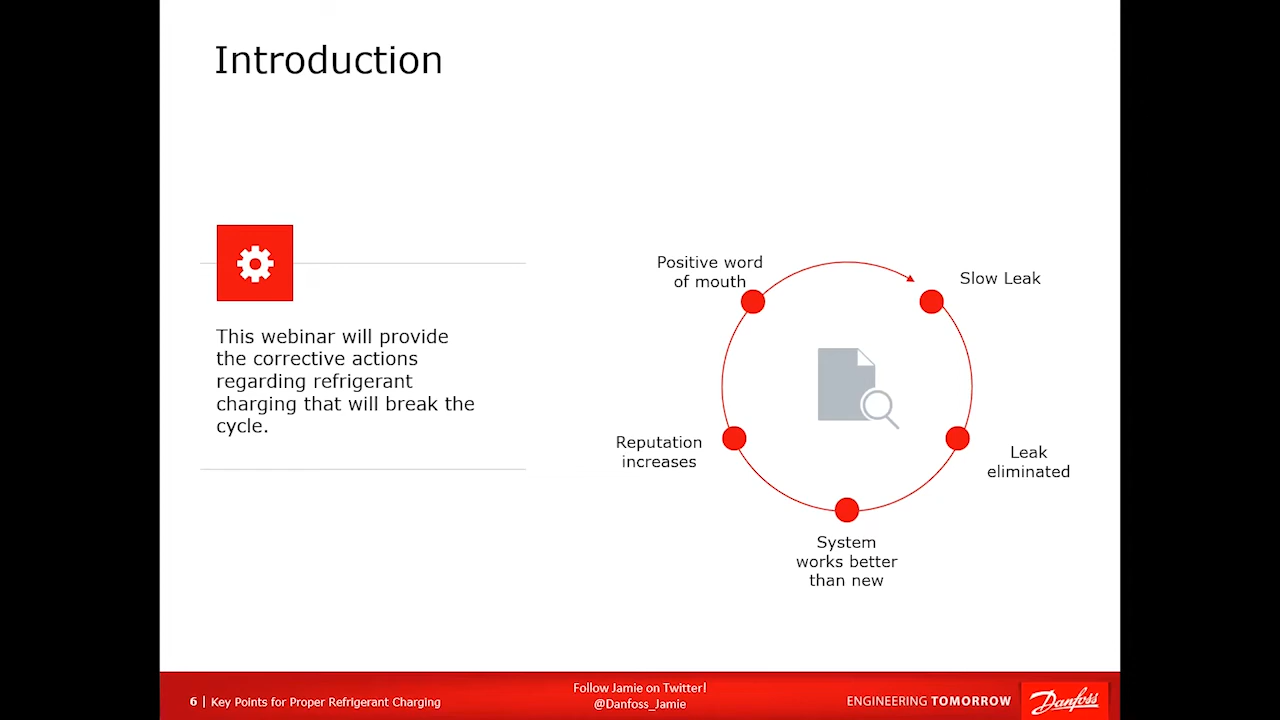 Introduction
This webinar will provide
the corrective actions
regarding refrigerant
charging that will break the
cycle.
Positive word
of mouth
Slow Leak
Reputation
increases
Leak
eliminated
System
works better
than new
6 | Key Points for Proper Refrigerant Charging
Follow Jamie on Twitter!
@Danfoss_Jamie
ENGINEERING TOMORROW
Danfoss